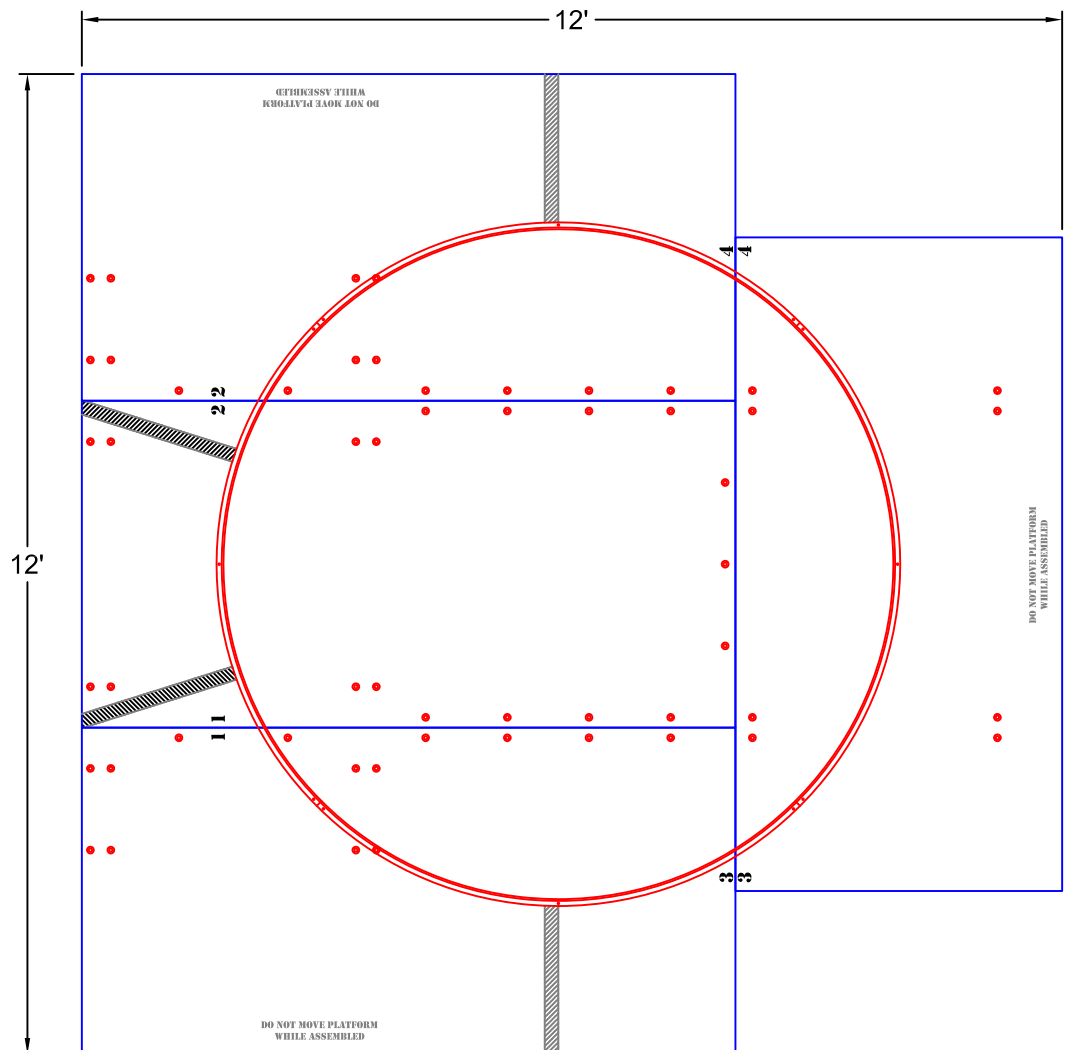 12'
WHILE ASSEMBLED
DO NOT MOVE PLATFORM
4
4
2
2
DO NOT MOVE PLATFORM
WHILE ASSEMBLED
12'
1
1
3
3
DO NOT MOVE PLATFORM
WHILE ASSEMBLED